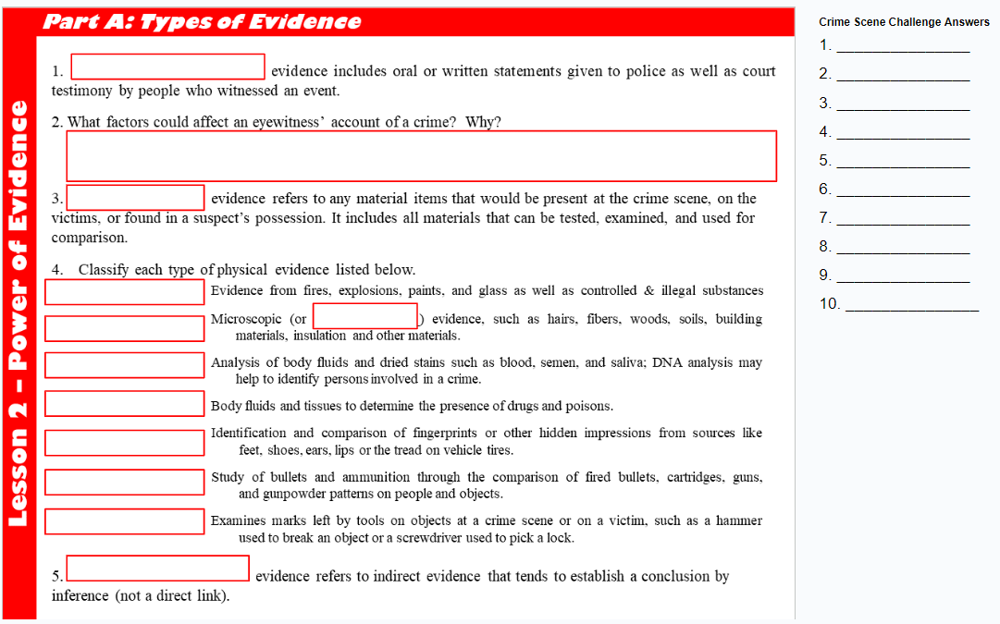 Part A: Types of Evidence
1. evidence includes oral or written statements given to police as well as court
testimony by people who witnessed an event.
2. What factors could affect an eyewitness’ account of a crime? Why?
3. evidence refers to any material items that would be present at the crime scene, on the
victims, or found in a suspect’s possession. It includes all materials that can be tested, examined, and used for
comparison.
4. Classify each type of physical evidence listed below.
Evidence from fires, explosions, paints, and glass as well as controlled & illegal substances
Microscopic (or ) evidence, such as hairs, fibers, woods, soils, building
materials, insulation and other materials.
Analysis of body fluids and dried stains such as blood, semen, and saliva; DNA analysis may
help to identify persons involved in a crime.
Body fluids and tissues to determine the presence of drugs and poisons.
Identification and comparison of fingerprints or other hidden impressions from sources like
feet, shoes, ears, lips or the tread on vehicle tires.
Study of bullets and ammunition through the comparison of fired bullets, cartridges, guns,
and gunpowder patterns on people and objects.
Examines marks left by tools on objects at a crime scene or on a victim, such as a hammer
used to break an object or a screwdriver used to pick a lock.
5. evidence refers to indirect evidence that tends to establish a conclusion by
inference (not a direct link).
Lesson 2 – Power of Evidence
Crime Scene Challenge Answers
1. ________________
2. ________________
3. ________________
4. ________________
5. ________________
6. ________________
7. ________________
8. ________________
9. ________________
10. ________________